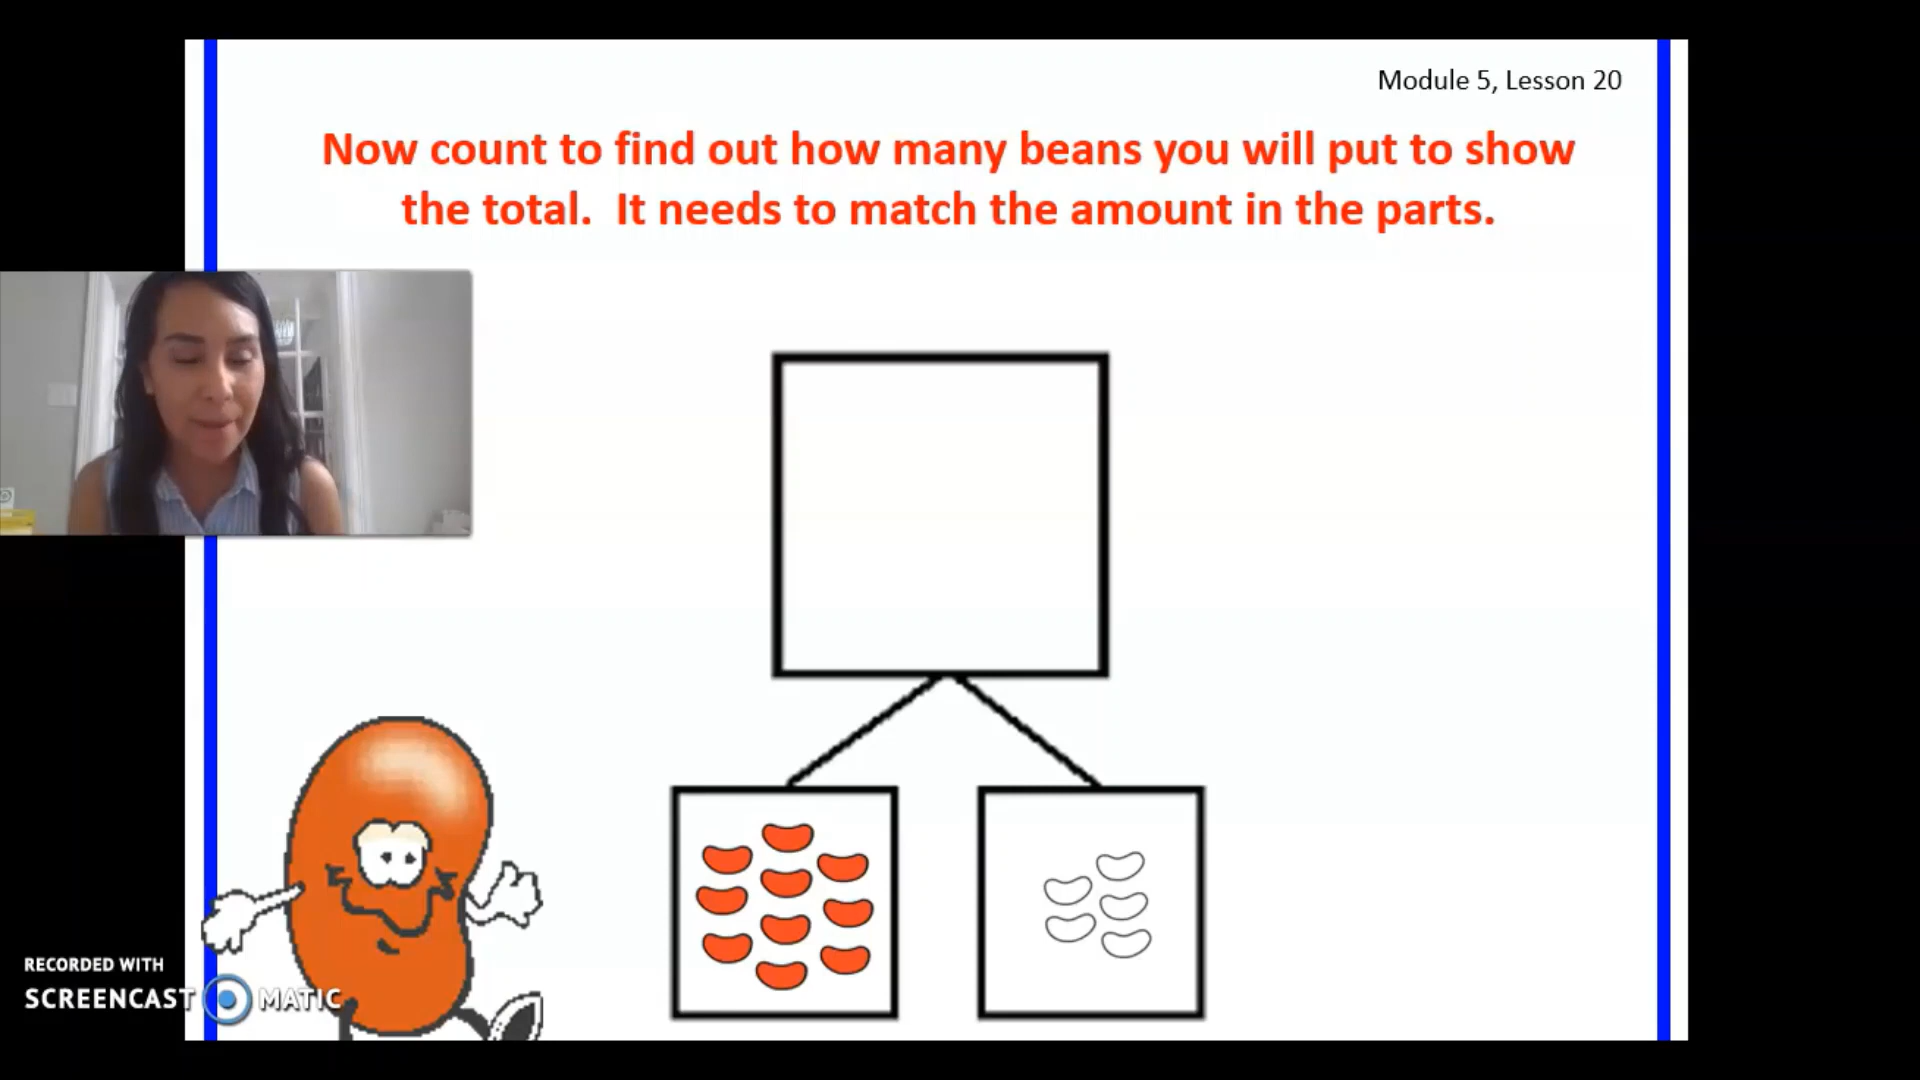 Module 5, Lesson 20
Now count to find out how many beans you will put to show
the total.  It needs to match the amount in the parts.
RECORDED WITH
SCREENCAST MATIC